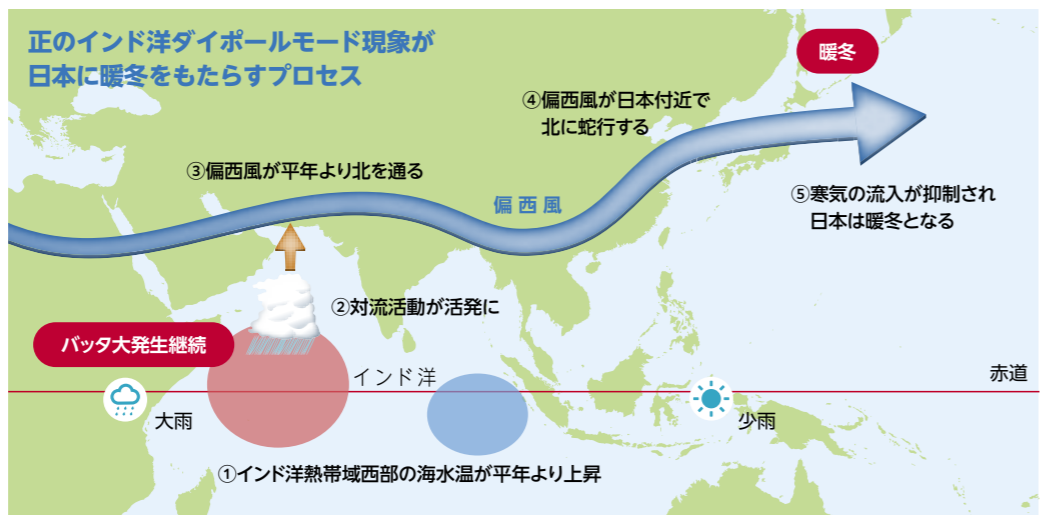 正のインド洋ダイポールモード現象が
日本に暖冬をもたらすプロセス
暖冬
④偏西風が日本付近で
北に蛇行する
③偏西風が平年より北を通る
偏西風
⑤寒気の流入が抑制され
日本は暖冬となる
②対流活動が活発に
バッタ大発生継続
インド洋
赤道
大雨
少雨
①インド洋熱帯域西部の海水温が平年より上昇